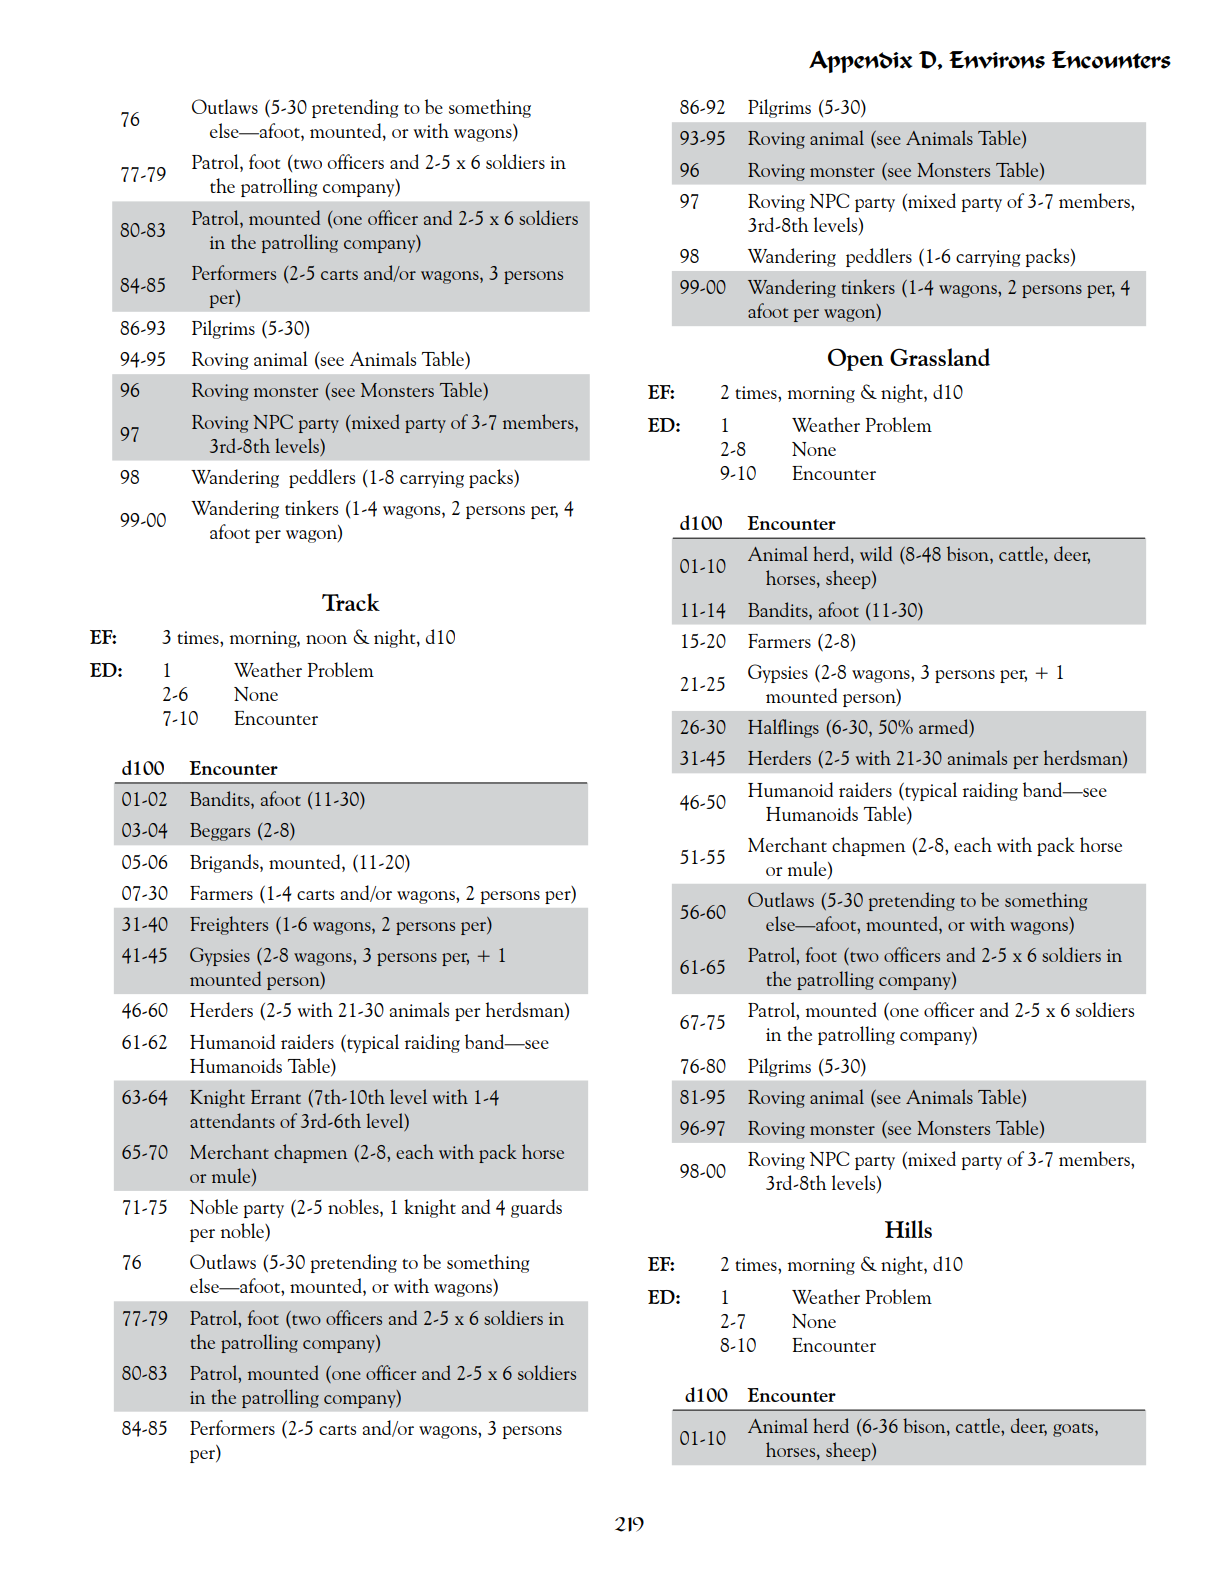 Appendix D, Environs Encounters
76 Outlaws (5-30 pretending to be something
else—afoot, mounted, or with wagons)
77-79 Patrol, foot (two officers and 2-5 x 6 soldiers in
the patrolling company)
80-83 Patrol, mounted (one officer and 2-5 x 6 soldiers
in the patrolling company)
84-85 Performers (2-5 carts and/or wagons, 3 persons
per)
86-93 Pilgrims (5-30)
94-95 Roving animal (see Animals Table)
96 Roving monster (see Monsters Table)
97 Roving NPC party (mixed party of 3-7 members,
3rd-8th levels)
98 Wandering peddlers (1-8 carrying packs)
99-00 Wandering tinkers (1-4 wagons, 2 persons per, 4
afoot per wagon)
Track
EF: 3 times, morning, noon & night, d10
ED: 1 Weather Problem
2-6 None
7-10 Encounter
d100 Encounter
01-02 Bandits, afoot (11-30)
03-04 Beggars (2-8)
05-06 Brigands, mounted, (11-20)
07-30 Farmers (1-4 carts and/or wagons, 2 persons per)
31-40 Freighters (1-6 wagons, 2 persons per)
41-45 Gypsies (2-8 wagons, 3 persons per, + 1
mounted person)
46-60 Herders (2-5 with 21-30 animals per herdsman)
61-62 Humanoid raiders (typical raiding band—see
Humanoids Table)
63-64 Knight Errant (7th-10th level with 1-4
attendants of 3rd-6th level)
65-70 Merchant chapmen (2-8, each with pack horse
or mule)
71-75 Noble party (2-5 nobles, 1 knight and 4 guards
per noble)
76 Outlaws (5-30 pretending to be something
else—afoot, mounted, or with wagons)
77-79 Patrol, foot (two officers and 2-5 x 6 soldiers in
the patrolling company)
80-83 Patrol, mounted (one officer and 2-5 x 6 soldiers
in the patrolling company)
84-85 Performers (2-5 carts and/or wagons, 3 persons
per)
86-92 Pilgrims (5-30)
93-95 Roving animal (see Animals Table)
96 Roving monster (see Monsters Table)
97 Roving NPC party (mixed party of 3-7 members,
3rd-8th levels)
98 Wandering peddlers (1-6 carrying packs)
99-00 Wandering tinkers (1-4 wagons, 2 persons per, 4
afoot per wagon)
Open Grassland
EF: 2 times, morning & night, d10
ED: 1 Weather Problem
2-8 None
9-10 Encounter
d100 Encounter
01-10 Animal herd, wild (8-48 bison, cattle, deer,
horses, sheep)
11-14 Bandits, afoot (11-30)
15-20 Farmers (2-8)
21-25 Gypsies (2-8 wagons, 3 persons per, + 1
mounted person)
26-30 Halflings (6-30, 50% armed)
31-45 Herders (2-5 with 21-30 animals per herdsman)
46-50 Humanoid raiders (typical raiding band—see
Humanoids Table)
51-55 Merchant chapmen (2-8, each with pack horse
or mule)
56-60 Outlaws (5-30 pretending to be something
else—afoot, mounted, or with wagons)
61-65 Patrol, foot (two officers and 2-5 x 6 soldiers in
the patrolling company)
67-75 Patrol, mounted (one officer and 2-5 x 6 soldiers
in the patrolling company)
76-80 Pilgrims (5-30)
81-95 Roving animal (see Animals Table)
96-97 Roving monster (see Monsters Table)
98-00 Roving NPC party (mixed party of 3-7 members,
3rd-8th levels)
Hills
EF: 2 times, morning & night, d10
ED: 1 Weather Problem
2-7 None
8-10 Encounter
d100 Encounter
01-10 Animal herd (6-36 bison, cattle, deer, goats,
horses, sheep)
219